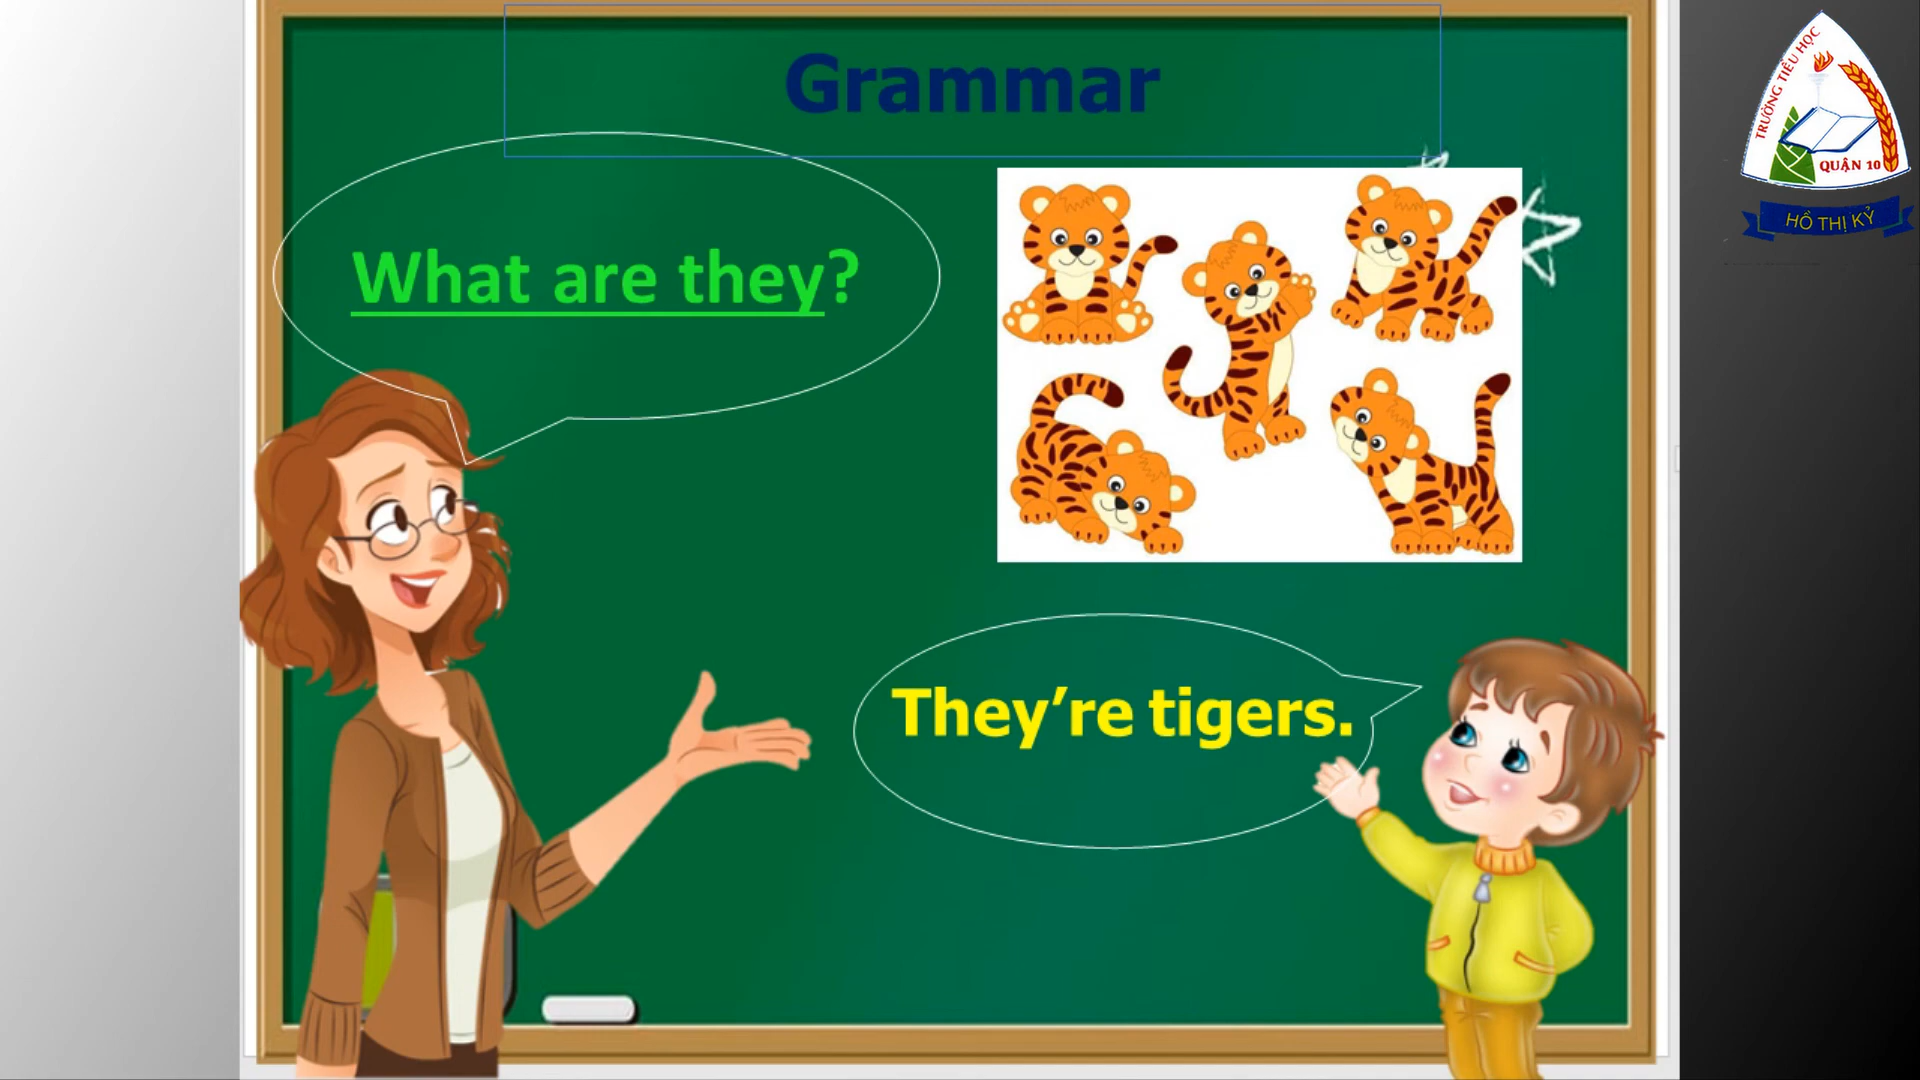 Grammar
What are they?
They’re tigers.
TRƯỜNG TIỂU HỌC
QUẬN 10
HỒ THỊ KỶ